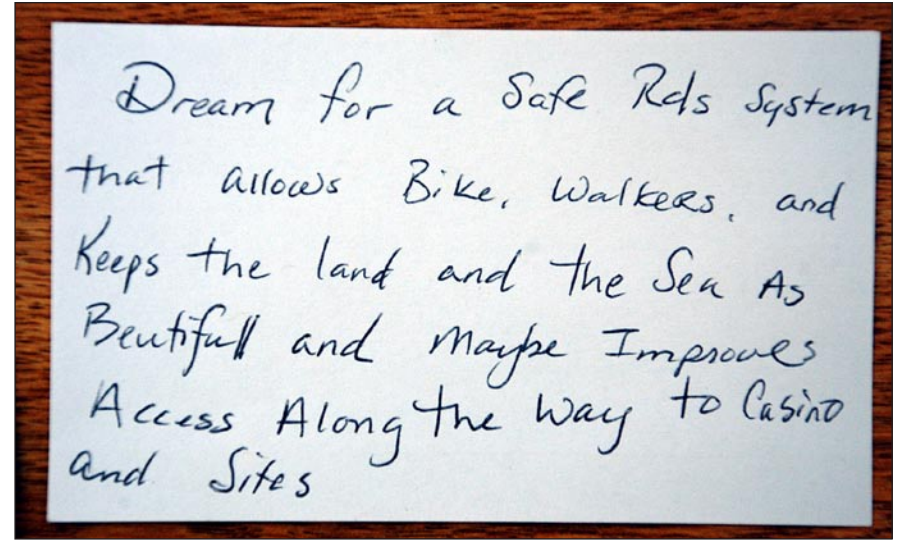 Dream for a Safe Rds System
that allows Bike, Walkers, and
Keeps the land and the Sea As
Beutifull and Maybe Improves
Access Along the Way to Casino
and Sites